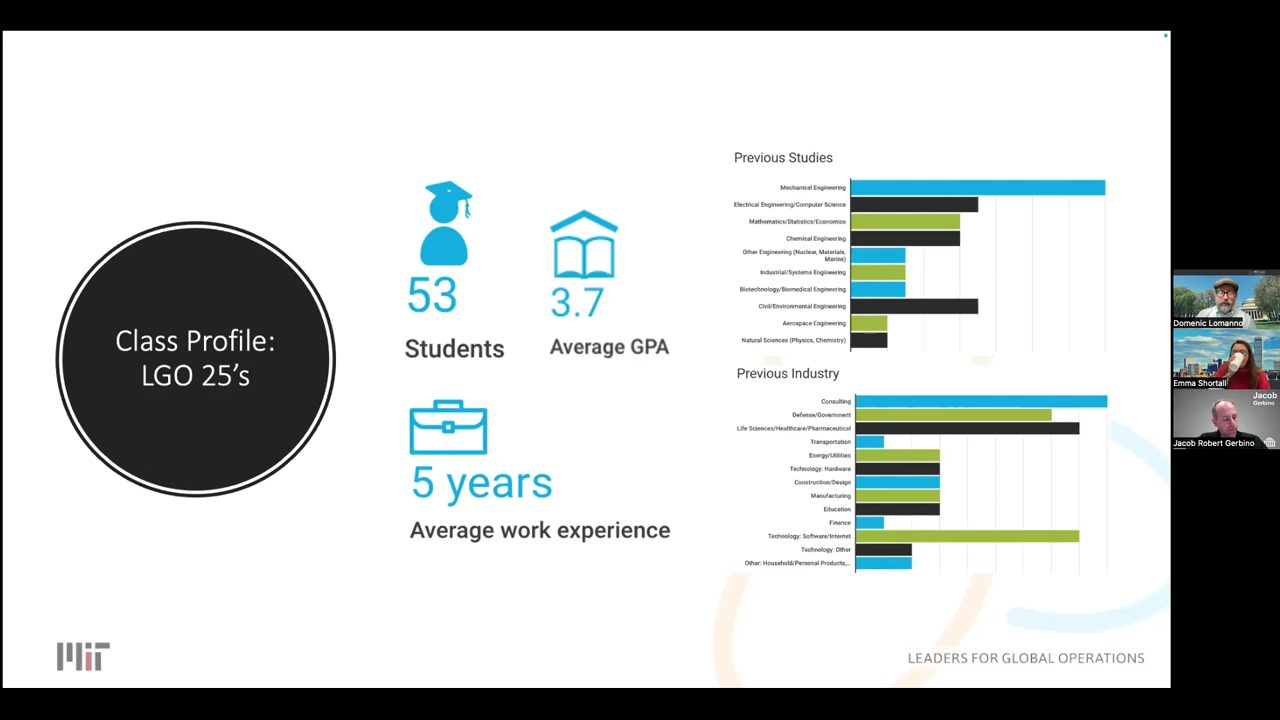 Class Profile:
LGO 25's
53
Students
3.7
Average GPA
5 years
Average work experience
Previous Studies
Mechanical Engineering
Electrical Engineering/Computer Science
Mathematics/Statistics/Economics
Chemical Engineering
Other Engineering (Nuclear, Materials,
Marine)
Industrial/Systems Engineering
Biotechnology/Biomedical Engineering
Civil/Environmental Engineering
Aerospace Engineering
Natural Sciences (Physics, Chemistry)
Previous Industry
Consulting
Defense/Government
Life Sciences/Healthcare/Pharmaceutical
Transportation
Energy/Utilities
Technology: Hardware
Construction/Design
Manufacturing
Education
Finance
Technology: Software/Internet
Technology: Other
Other: Household/Personal Products,...
MIT
LEADERS FOR GLOBAL OPERATIONS
Domenic Lomanno
Emma Shortall
Jacob
Gerbino
Jacob Robert Gerbino